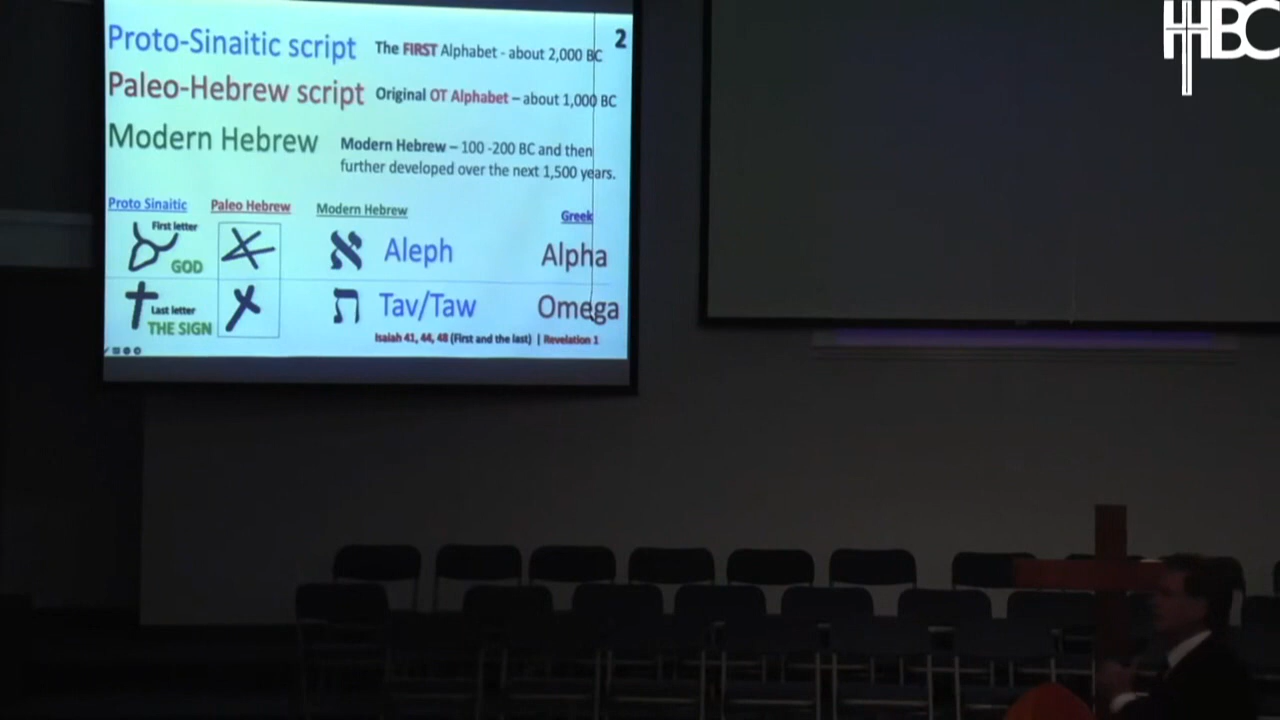 HBC
2
Proto-Sinaitic script The FIRST Alphabet - about 2,000 BC
Paleo-Hebrew script Original OT Alphabet – about 1,000 BC
Modern Hebrew Modern Hebrew – 100 -200 BC and then
further developed over the next 1,500 years.
Proto Sinaitic Paleo Hebrew Modern Hebrew Greek
First letter
GOD א Aleph Alpha
Last letter
THE SIGN ת Tav/Taw Omega
Isaiah 41, 44, 48 (First and the last) | Revelation 1